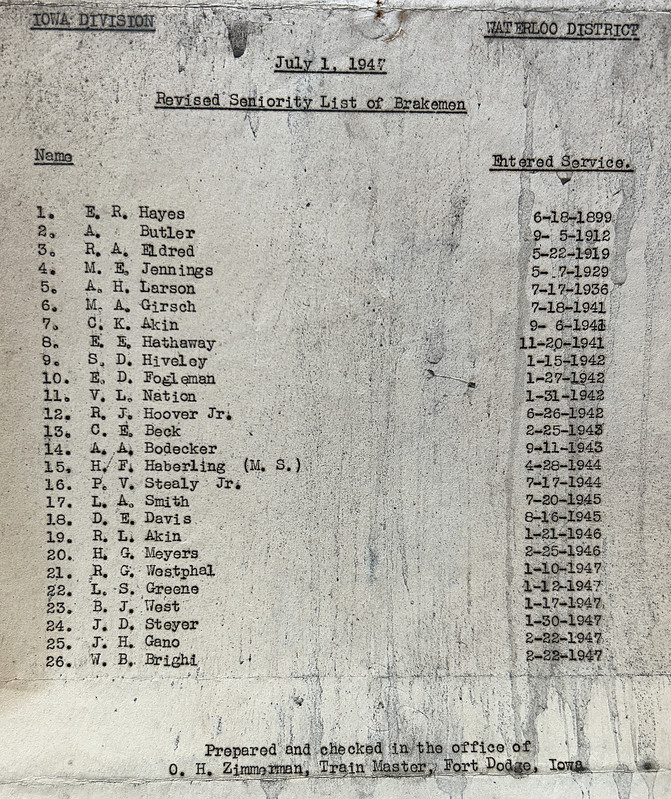 IOWA DIVISION WATERLOO DISTRICT
July 1, 1947
Revised Seniority List of Brakemen
Name Entered Service.
1. E. R. Hayes 6-18-1899
2. A. Butler 9- 5-1912
3. R. A. Eldred 5-22-1919
4. M. E. Jennings 5- 7-1929
5. A. H. Larson 7-17-1936
6. M. A. Girsch 7-18-1941
7. C. K. Akin 9- 6-1941
8. E. E. Hathaway 11-20-1941
9. S. D. Hiveley 1-15-1942
10. E. D. Fogleman 1-27-1942
11. V. L. Nation 1-31-1942
12. R. J. Hoover Jr. 6-26-1942
13. C. E. Beck 2-25-1943
14. A. A. Bodecker 9-11-1943
15. H. F. Haberling (M. S.) 4-28-1944
16. P. V. Stealy Jr. 7-17-1944
17. L. A. Smith 7-20-1945
18. D. E. Davis 8-16-1945
19. R. L. Akin 1-21-1946
20. H. G. Meyers 2-25-1946
21. R. G. Westphal 1-10-1947
22. L. S. Greene 1-12-1947
23. B. J. West 1-17-1947
24. J. D. Steyer 1-30-1947
25. J. H. Gano 2-22-1947
26. W. B. Brighi 2-22-1947
Prepared and checked in the office of
O. H. Zimmerman, Train Master, Fort Dodge, Iowa